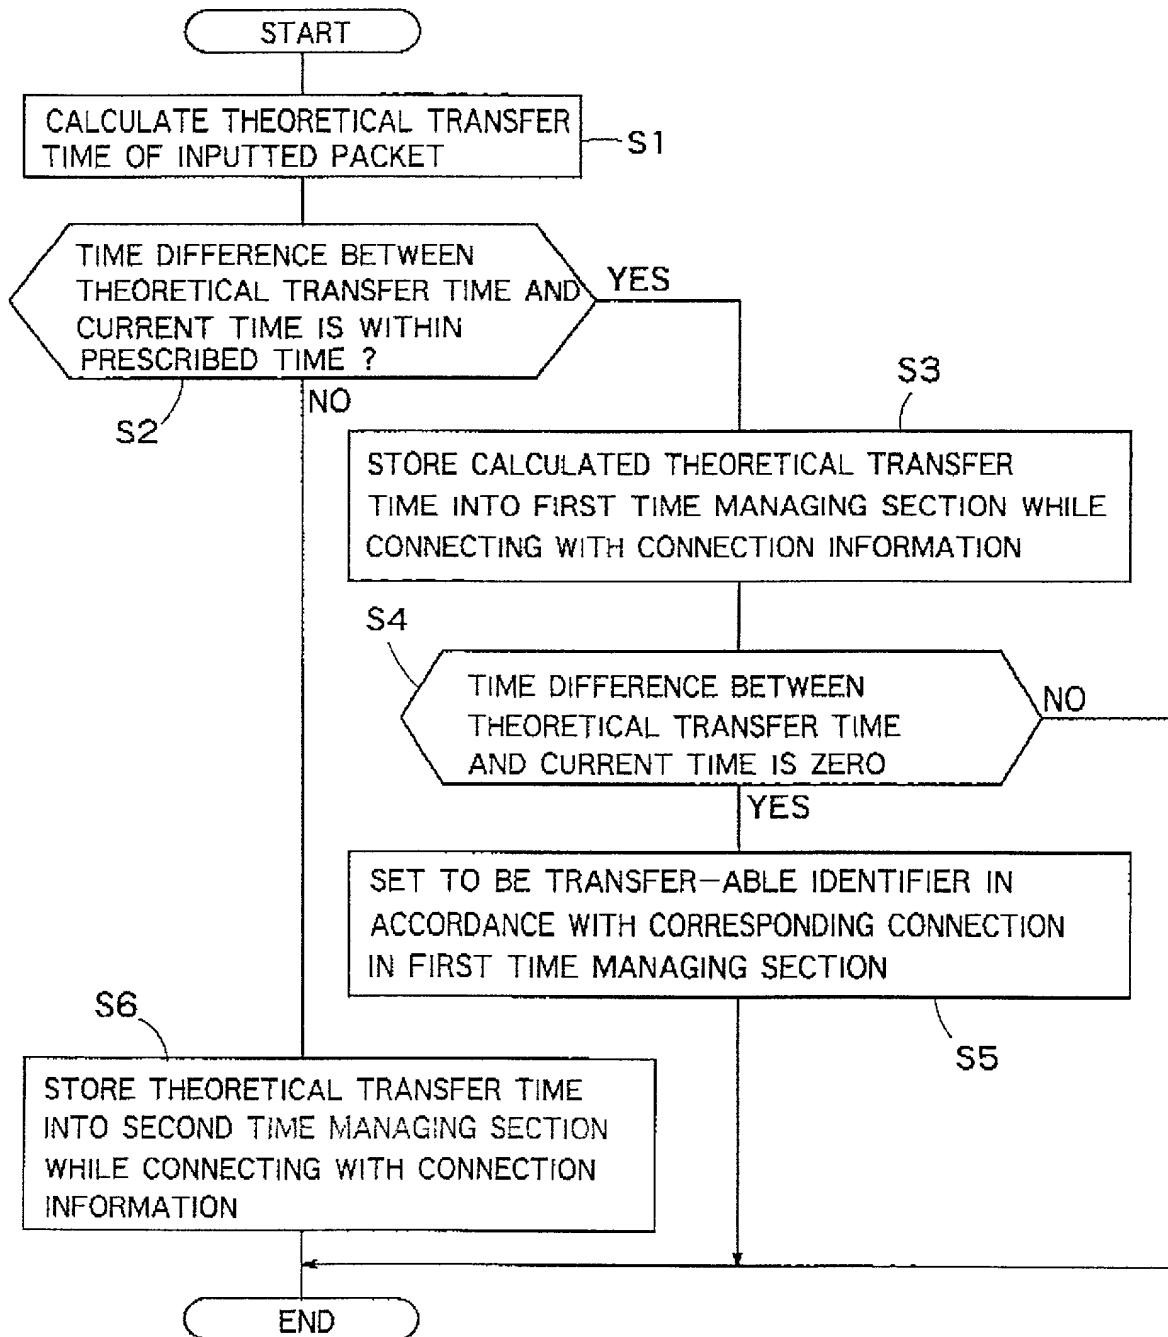 START
CALCULATE THEORETICAL TRANSFER
TIME OF INPUTTED PACKET
S1
TIME DIFFERENCE BETWEEN
THEORETICAL TRANSFER TIME AND
CURRENT TIME IS WITHIN
PRESCRIBED TIME ?
YES
S2
NO
S3
STORE CALCULATED THEORETICAL TRANSFER
TIME INTO FIRST TIME MANAGING SECTION WHILE
CONNECTING WITH CONNECTION INFORMATION
S4
TIME DIFFERENCE BETWEEN
THEORETICAL TRANSFER TIME
AND CURRENT TIME IS ZERO
NO
YES
SET TO BE TRANSFER-ABLE IDENTIFIER IN
ACCORDANCE WITH CORRESPONDING CONNECTION
IN FIRST TIME MANAGING SECTION
S5
S6
STORE THEORETICAL TRANSFER TIME
INTO SECOND TIME MANAGING SECTION
WHILE CONNECTING WITH CONNECTION
INFORMATION
END